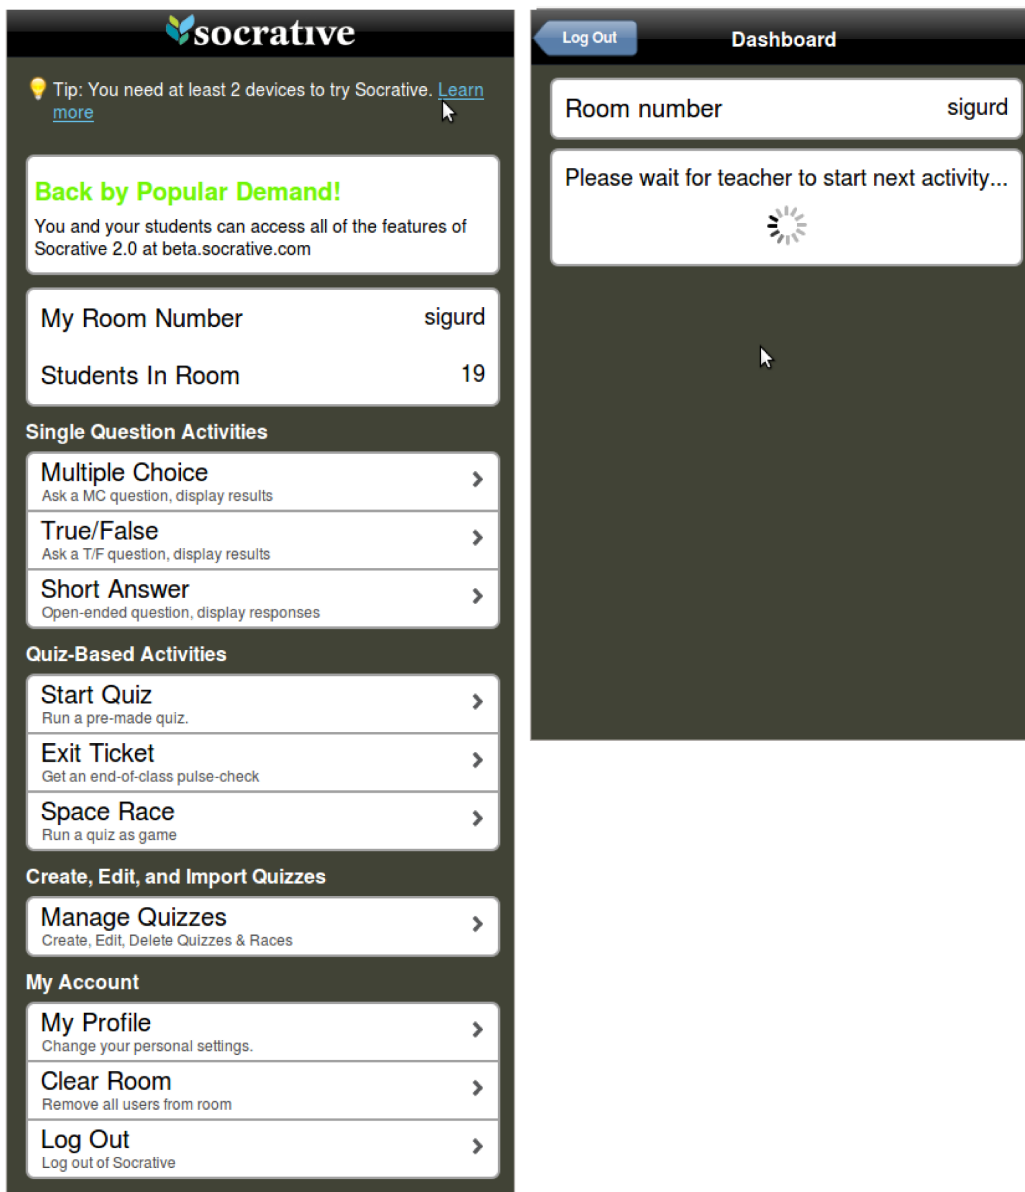 socrative
Tip: You need at least 2 devices to try Socrative. Learn
more
Back by Popular Demand!
You and your students can access all of the features of
Socrative 2.0 at beta.socrative.com
My Room Number sigurd
Students In Room 19
Single Question Activities
Multiple Choice
Ask a MC question, display results
True/False
Ask a T/F question, display results
Short Answer
Open-ended question, display responses
Quiz-Based Activities
Start Quiz
Run a pre-made quiz.
Exit Ticket
Get an end-of-class pulse-check
Space Race
Run a quiz as game
Create, Edit, and Import Quizzes
Manage Quizzes
Create, Edit, Delete Quizzes & Races
My Account
My Profile
Change your personal settings.
Clear Room
Remove all users from room
Log Out
Log out of Socrative
Log Out Dashboard
Room number sigurd
Please wait for teacher to start next activity...